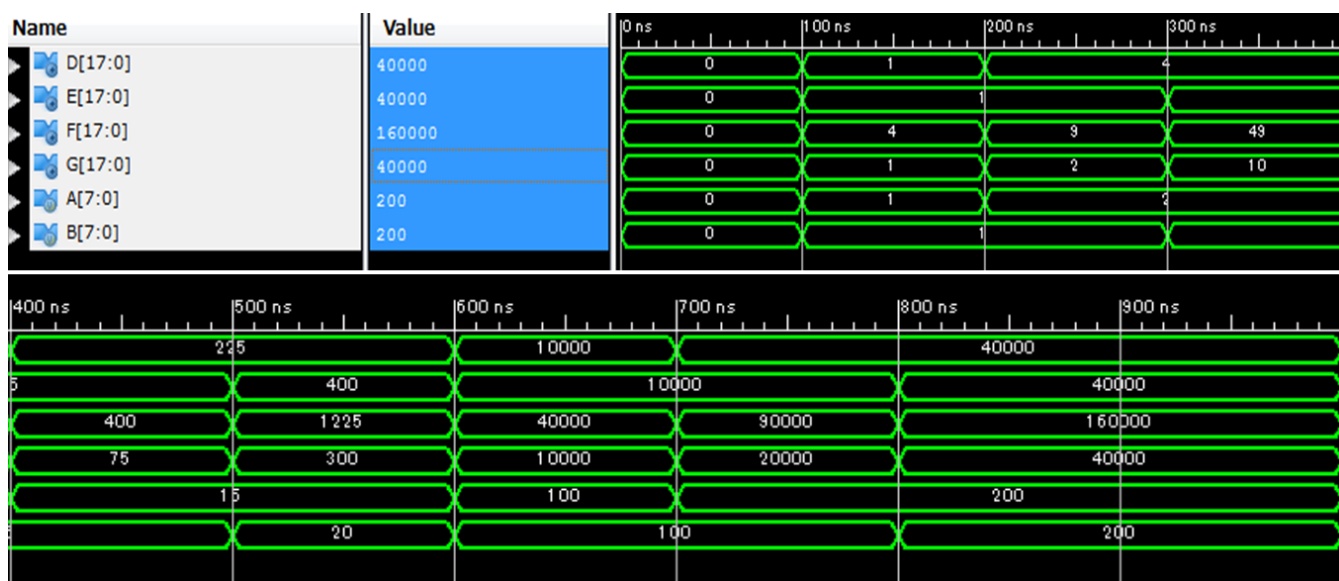 Name Value 0 ns 100 ns 200 ns 300 ns
D[17:0] 40000 0 1 4
E[17:0] 40000 0 1
F[17:0] 160000 0 4 9 49
G[17:0] 40000 0 1 2 10
A[7:0] 200 0 1 2
B[7:0] 200 0 1
400 ns 500 ns 600 ns 700 ns 800 ns 900 ns
225 10000 40000
5 400 10000 40000
400 1225 40000 90000 160000
75 300 10000 20000 40000
15 100 200
20 100 200